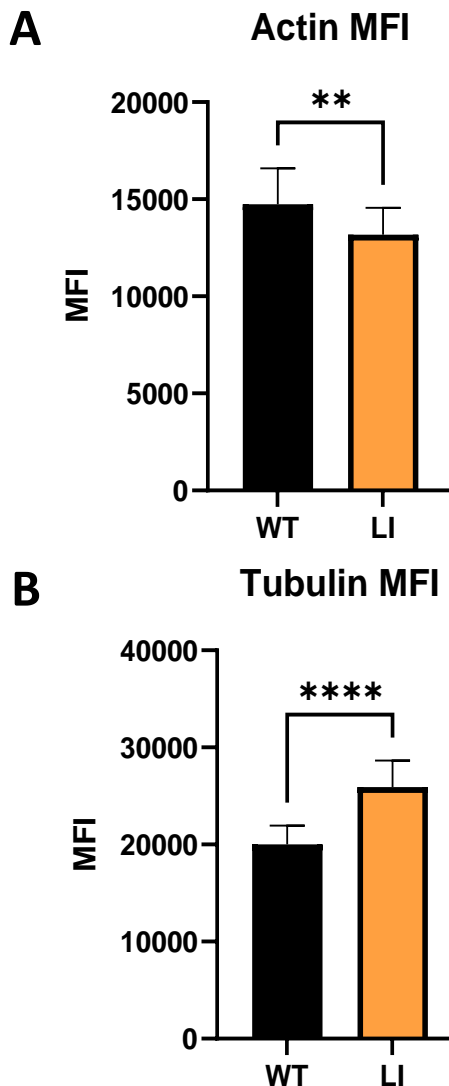 A
Actin MFI
**
20000
15000
10000
5000
0
MFI
WT LI
B
Tubulin MFI
****
40000
30000
20000
10000
0
MFI
WT LI